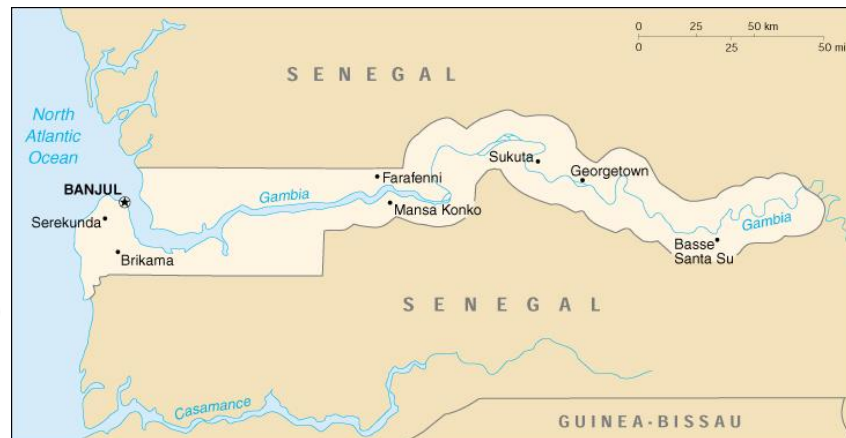 0 25 50 km
0 25 50 mi
SENEGAL
North
Atlantic
Ocean
Sukuta
Georgetown
Farafenni
BANJUL
Gambia
Mansa Konko
Serekunda
Gambia
Brikama
Basse
Santa Su
SENEGAL
Casamance
GUINEA-BISSAU